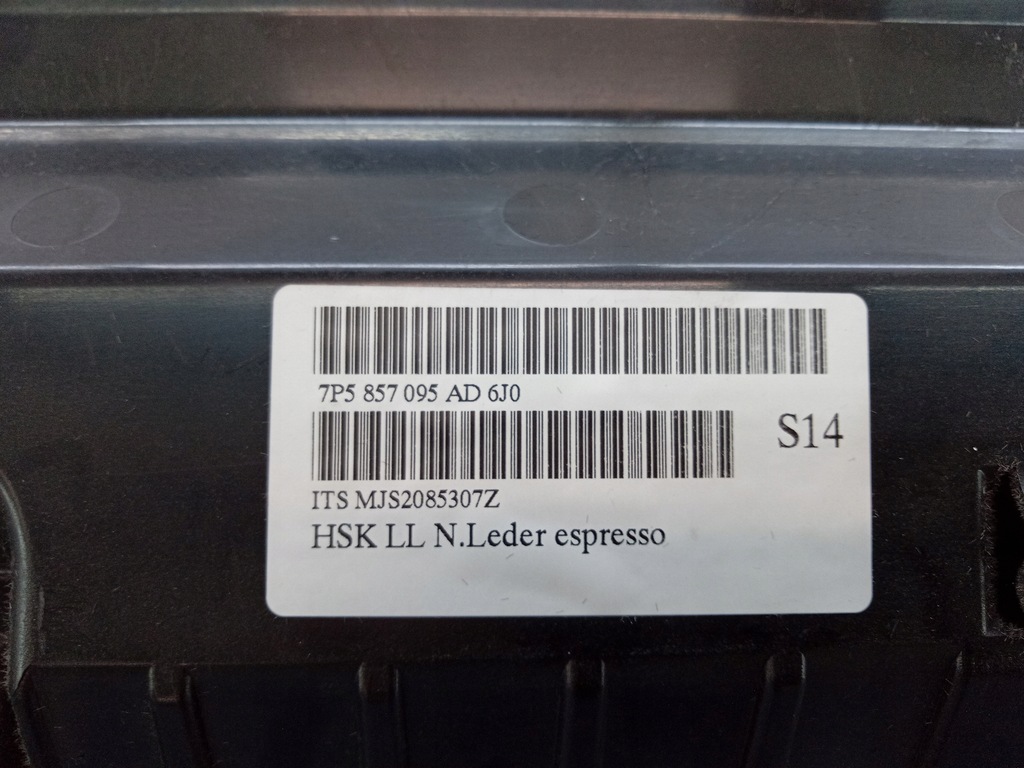 7P5 857 095 AD 6J0
S14
ITS MJS2085307Z
HSK LL N.Leder espresso